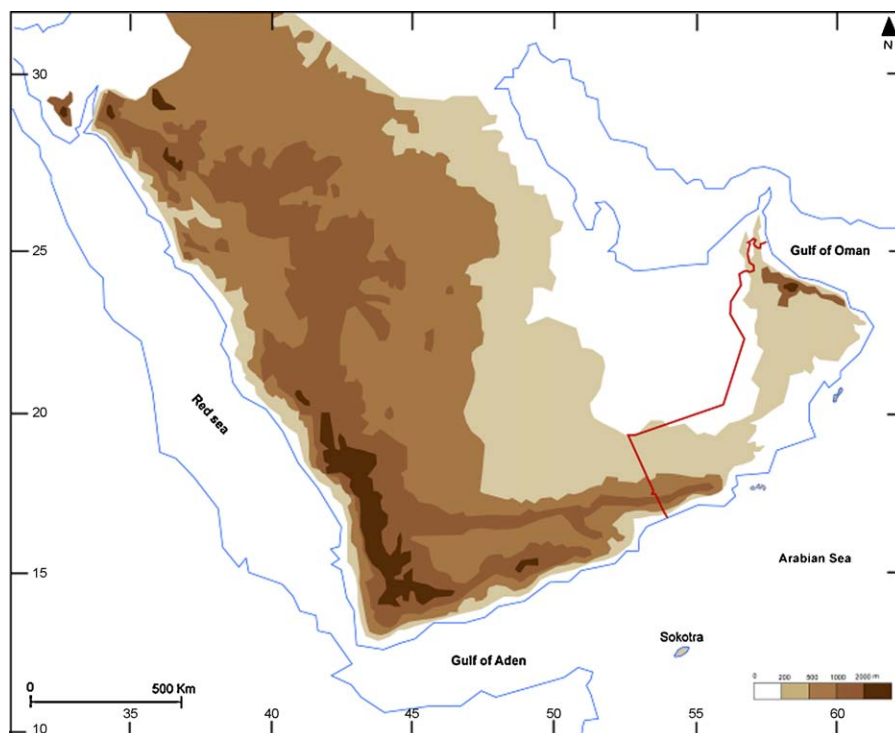 N
30
25
Gulf of Oman
20
Red sea
15
Arabian Sea
Sokotra
Gulf of Aden
0 200 500 1000 2000 m
0 500 Km
35 40 45 50 55 60
10